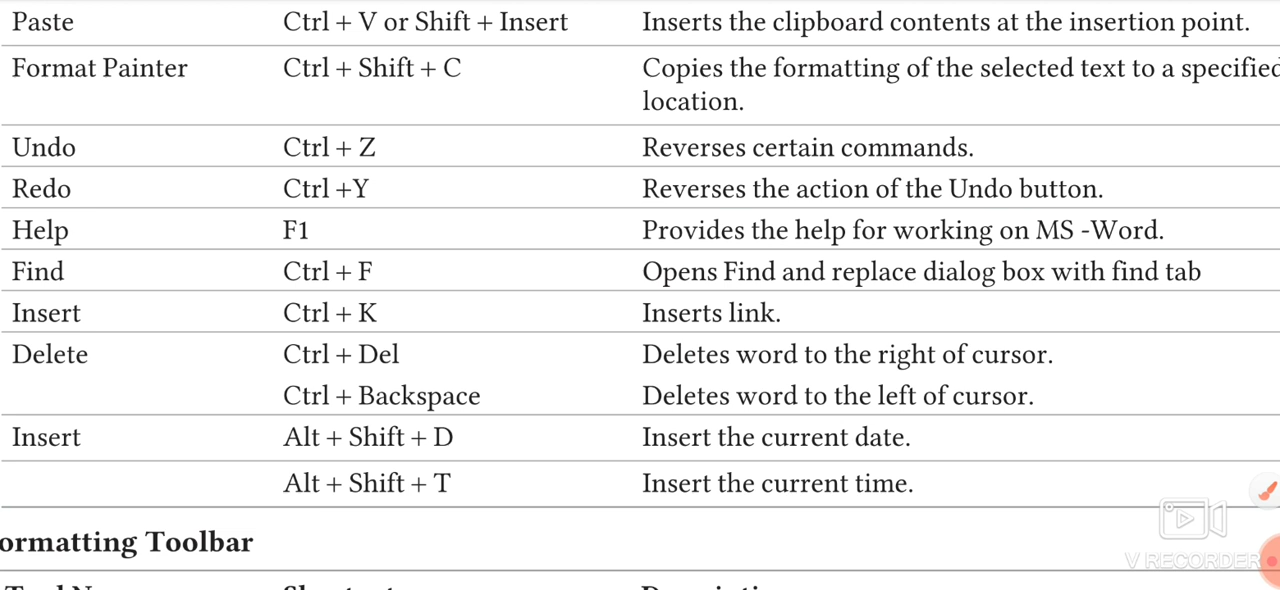 Paste Ctrl + V or Shift + Insert Inserts the clipboard contents at the insertion point.
Format Painter Ctrl + Shift + C Copies the formatting of the selected text to a specified
location.
Undo Ctrl + Z Reverses certain commands.
Redo Ctrl +Y Reverses the action of the Undo button.
Help F1 Provides the help for working on MS -Word.
Find Ctrl + F Opens Find and replace dialog box with find tab
Insert Ctrl + K Inserts link.
Delete Ctrl + Del Deletes word to the right of cursor.
Ctrl + Backspace Deletes word to the left of cursor.
Insert Alt + Shift + D Insert the current date.
Alt + Shift + T Insert the current time.
ormatting Toolbar
V RECORDER